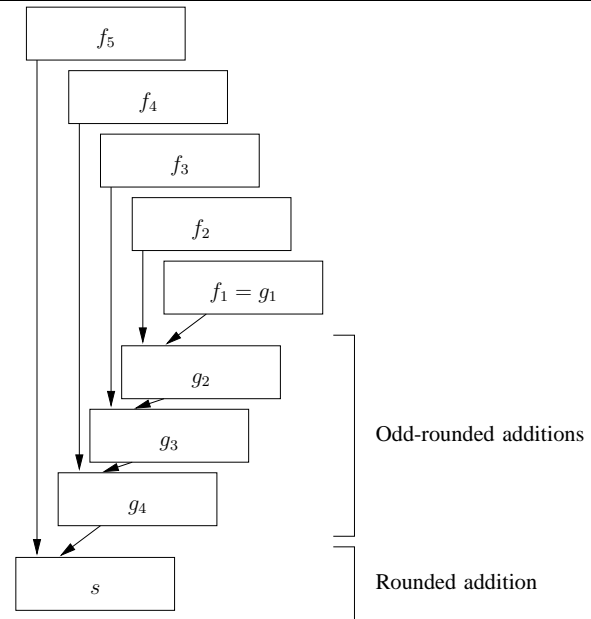 f₅
f₄
f₃
f₂
f₁ = g₁
g₂
g₃
Odd-rounded additions
g₄
s
Rounded addition